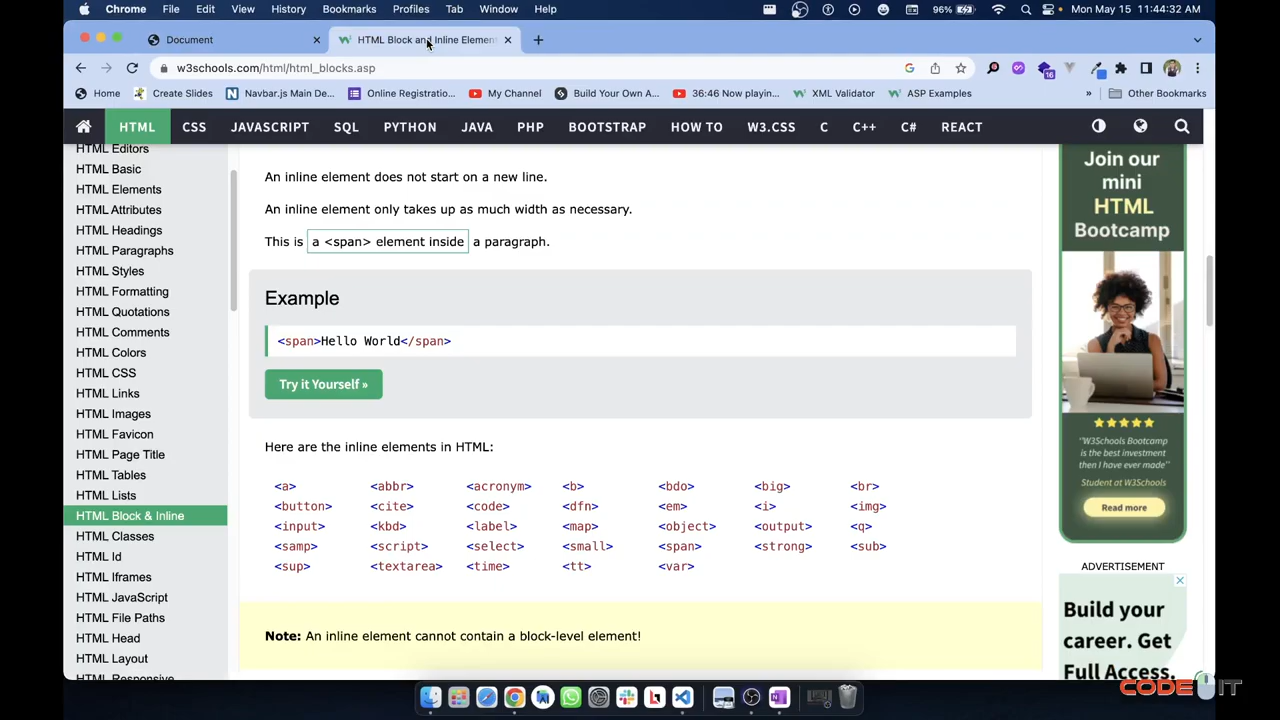 Chrome File Edit View History Bookmarks Profiles Tab Window Help 96% Mon May 15 11:44:32 AM
Document HTML Block and Inline Elemen
w3schools.com/html/html_blocks.asp 16
Home Create Slides Navbar.js Main De... Online Registratio... My Channel Build Your Own A... 36:46 Now playin... XML Validator ASP Examples » Other Bookmarks
HTML CSS JAVASCRIPT SQL PYTHON JAVA PHP BOOTSTRAP HOW TO W3.CSS C C++ C# REACT
HTML Editors
HTML Basic
HTML Elements
HTML Attributes
HTML Headings
HTML Paragraphs
HTML Styles
HTML Formatting
HTML Quotations
HTML Comments
HTML Colors
HTML CSS
HTML Links
HTML Images
HTML Favicon
HTML Page Title
HTML Tables
HTML Lists
HTML Block & Inline
HTML Classes
HTML Id
HTML Iframes
HTML JavaScript
HTML File Paths
HTML Head
HTML Layout
HTML Responsive
An inline element does not start on a new line.
An inline element only takes up as much width as necessary.
This is a <span> element inside a paragraph.
Example
<span>Hello World</span>
Try it Yourself »
Here are the inline elements in HTML:
<a> <abbr> <acronym> <b> <bdo> <big> <br>
<button> <cite> <code> <dfn> <em> <i> <img>
<input> <kbd> <label> <map> <object> <output> <q>
<samp> <script> <select> <small> <span> <strong> <sub>
<sup> <textarea> <time> <tt> <var>
Note: An inline element cannot contain a block-level element!
Join our
mini
HTML
Bootcamp
"W3Schools Bootcamp
is the best investment
then I have ever made"
Student at W3Schools
Read more
ADVERTISEMENT
Build your
career. Get
Full Access.
CODE IT